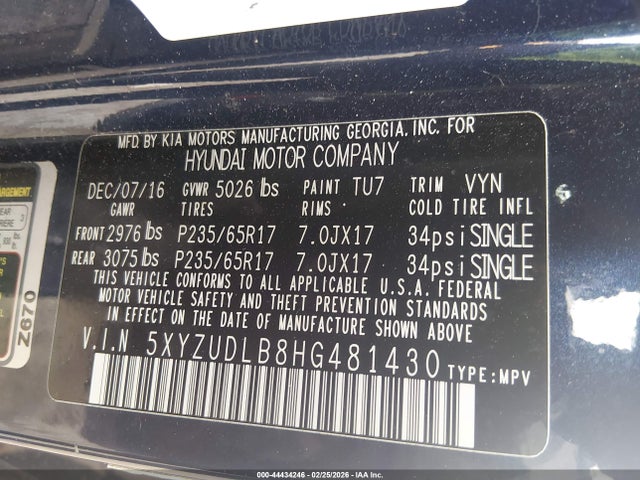 MFD. BY KIA MOTORS MANUFACTURING GEORGIA, INC. FOR
HYUNDAI MOTOR COMPANY
DEC/07/16 GVWR 5026 lbs PAINT TU7 TRIM VYN
GAWR TIRES RIMS COLD TIRE INFL
FRONT 2976 lbs P235/65R17 7.0JX17 34psi SINGLE
REAR 3075 lbs P235/65R17 7.0JX17 34psi SINGLE
THIS VEHICLE CONFORMS TO ALL APPLICABLE U.S.A. FEDERAL
MOTOR VEHICLE SAFETY AND THEFT PREVENTION STANDARDS
IN EFFECT ON THE DATE OF MANUFACTURE SHOWN ABOVE.
V.I.N 5XYZUDLB8HG481430 TYPE:MPV
Z670
000-44434246 - 02/25/2026 - IAA Inc.